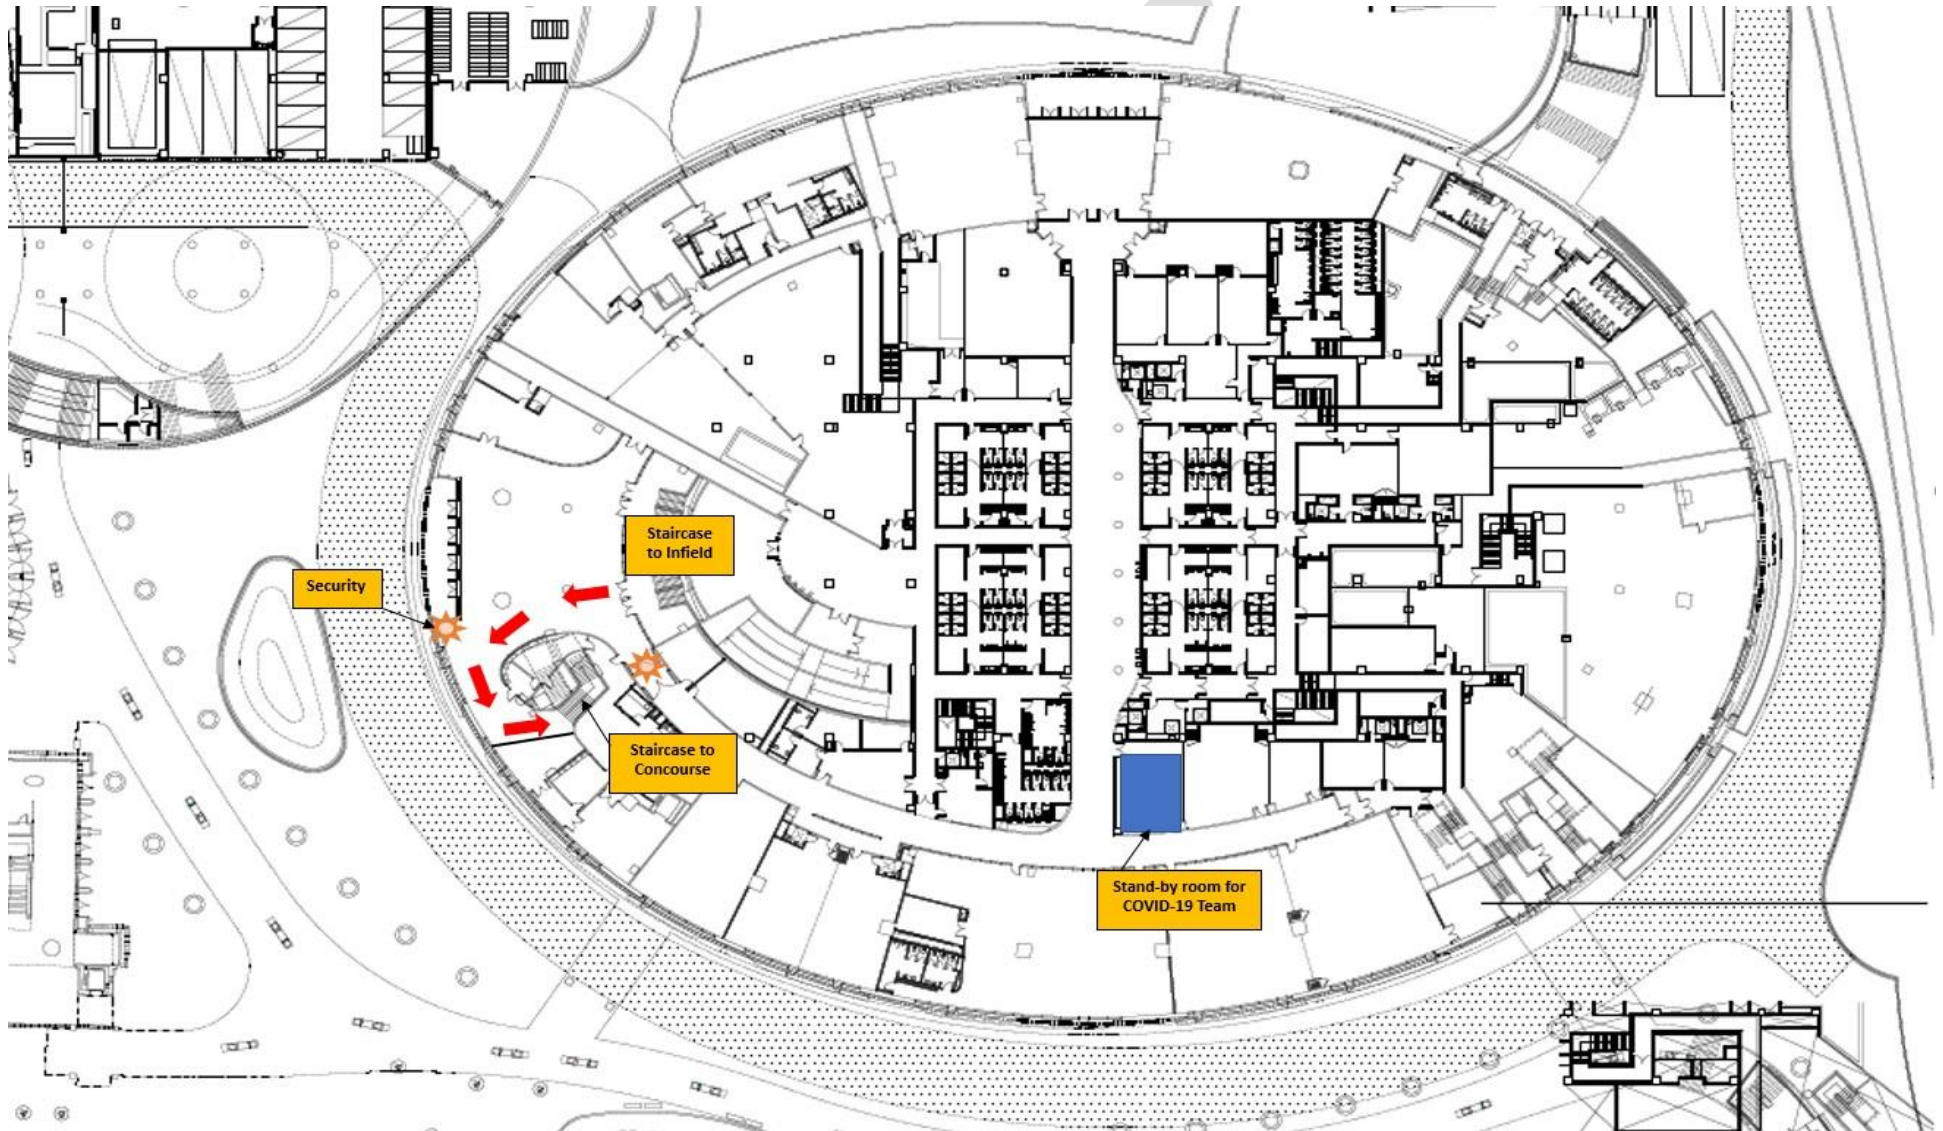 Staircase
to Infield
Security
Staircase to
Concourse
Stand-by room for
COVID-19 Team